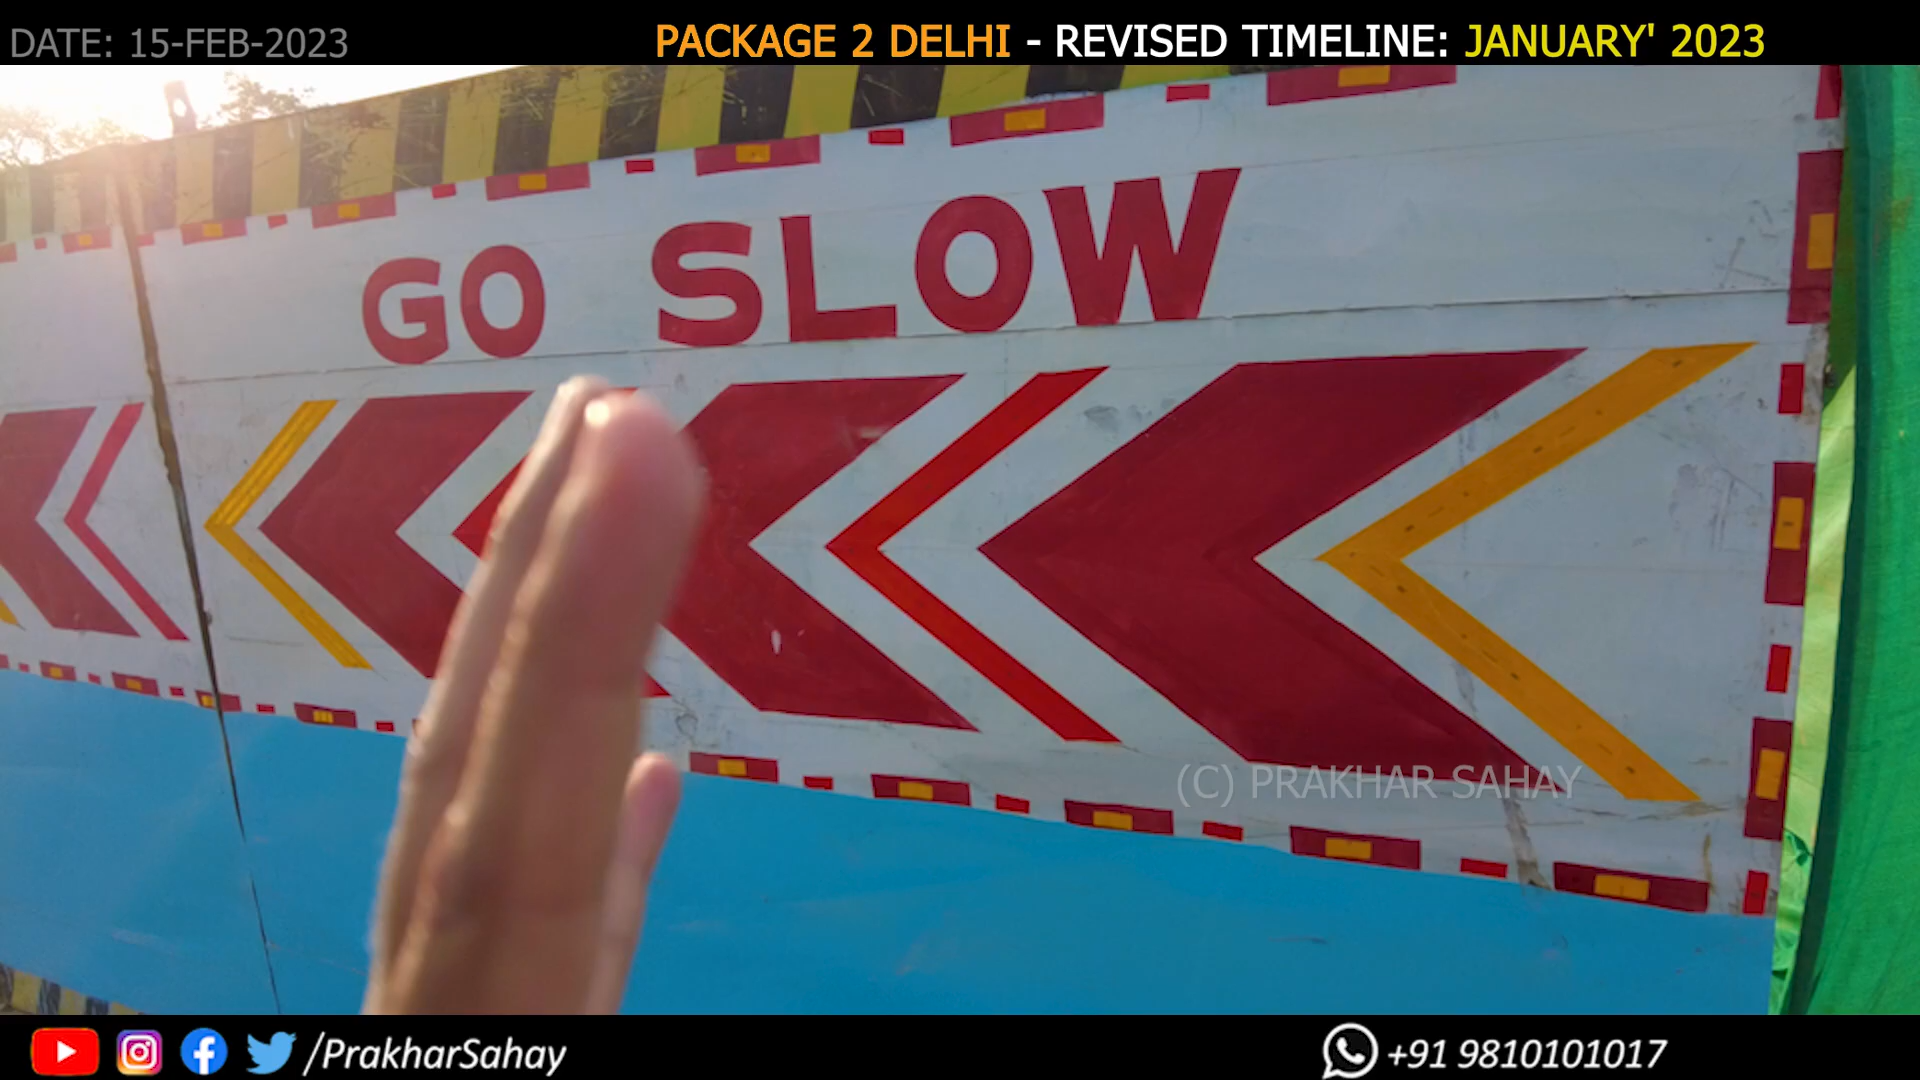 DATE: 15-FEB-2023
PACKAGE 2 DELHI - REVISED TIMELINE: JANUARY' 2023
GO SLOW
(C) PRAKHAR SAHAY
/PrakharSahay
+91 9810101017